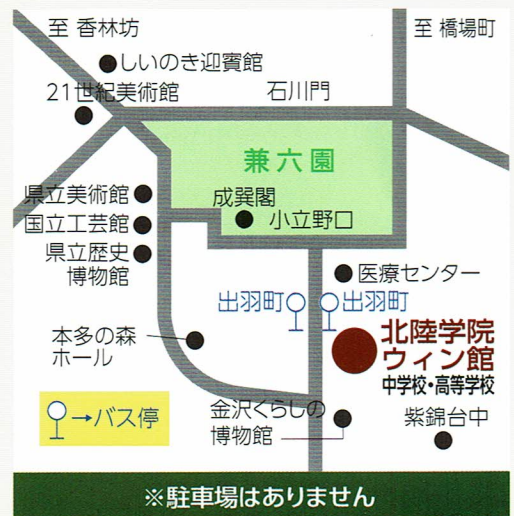 至 香林坊
至 橋場町
しいのき迎賓館
21世紀美術館
石川門
兼六園
県立美術館
成巽閣
国立工芸館
小立野口
県立歴史
博物館
医療センター
出羽町
出羽町
北陸学院
ウィン館
中学校・高等学校
本多の森
ホール
→バス停
金沢くらしの
博物館
紫錦台中
※駐車場はありません